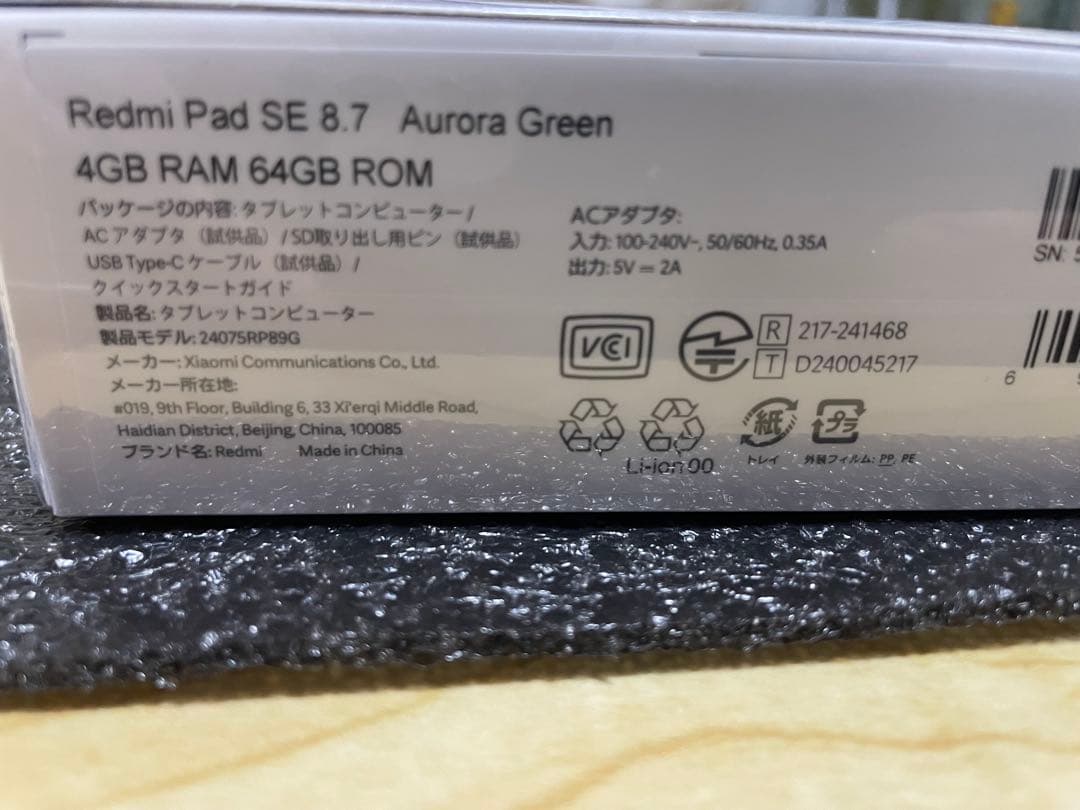 Redmi Pad SE 8.7 Aurora Green
4GB RAM 64GB ROM
パッケージの内容: タブレットコンピューター/
ACアダプタ（試供品）/SD取り出し用ピン（試供品）
USB Type-C ケーブル（試供品）/
クイックスタートガイド
製品名: タブレットコンピューター
製品モデル: 24075RP89G
メーカー: Xiaomi Communications Co., Ltd.
メーカー所在地:
#019, 9th Floor, Building 6, 33 Xi'erqi Middle Road,
Haidian District, Beijing, China, 100085
ブランド名: Redmi Made in China
ACアダプタ:
入力: 100-240V~, 50/60Hz, 0.35A
出力: 5V = 2A
VCCI
R 217-241468
T D240045217
Li-ion 00
紙
トレイ
プラ
外装フィルム: PP, PE
SN: 5
6